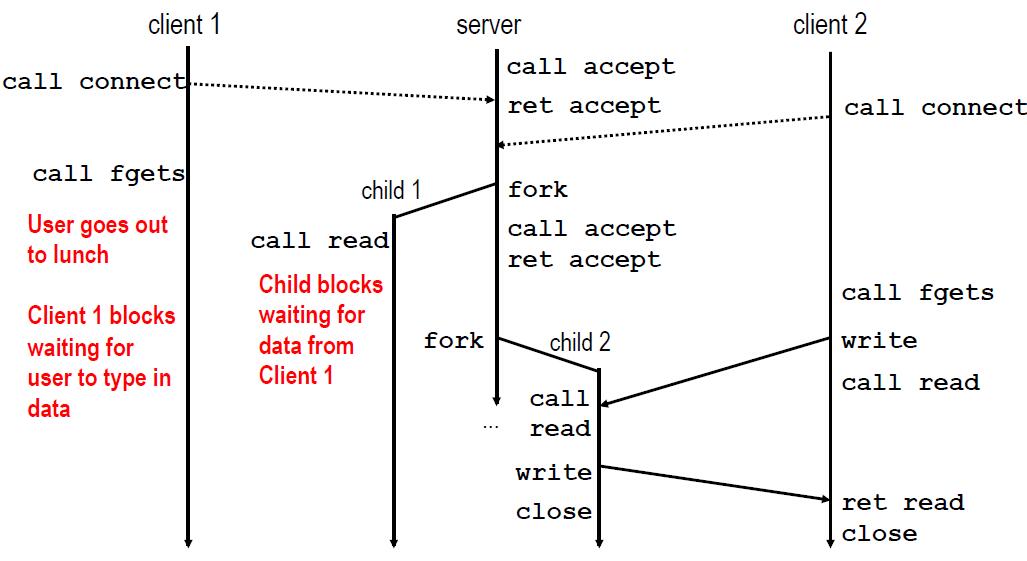 client 1
server
client 2
call connect
call accept
ret accept
call connect
call fgets
child 1
fork
User goes out
to lunch
call read
call accept
ret accept
Child blocks
waiting for
data from
Client 1
call fgets
Client 1 blocks
waiting for
user to type in
data
fork
child 2
write
call read
call
read
...
write
close
ret read
close